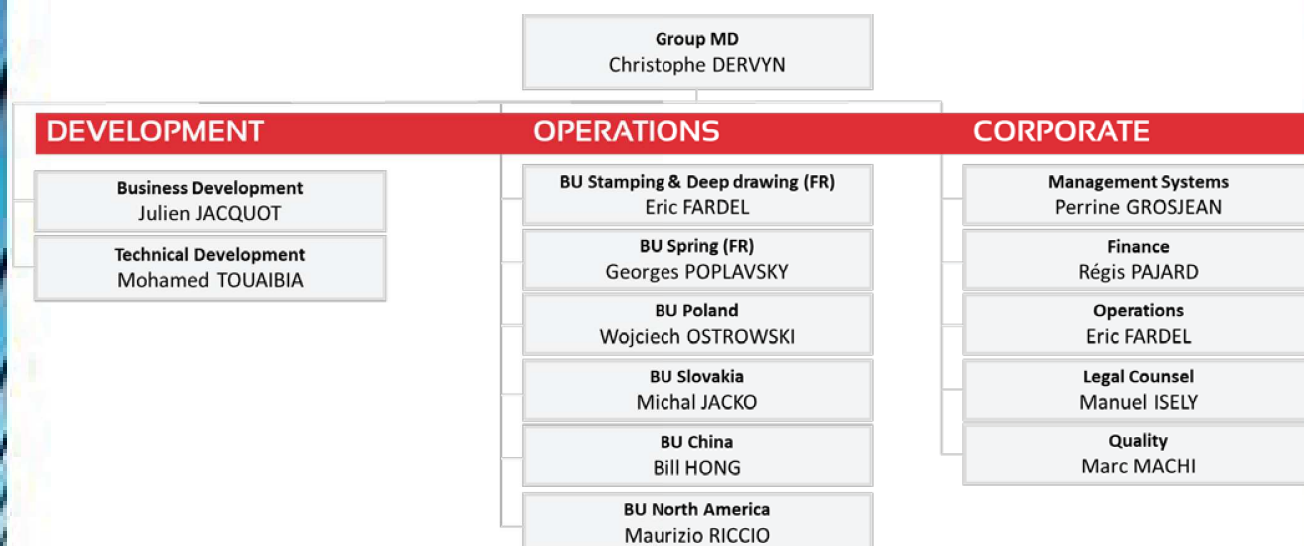 Group MD
Christophe DERVYN
DEVELOPMENT
Business Development
Julien JACQUOT
Technical Development
Mohamed TOUAIBIA
OPERATIONS
BU Stamping & Deep drawing (FR)
Eric FARDEL
BU Spring (FR)
Georges POPLAVSKY
BU Poland
Wojciech OSTROWSKI
BU Slovakia
Michal JACKO
BU China
Bill HONG
BU North America
Maurizio RICCIO
CORPORATE
Management Systems
Perrine GROSJEAN
Finance
Régis PAJARD
Operations
Eric FARDEL
Legal Counsel
Manuel ISELY
Quality
Marc MACHI